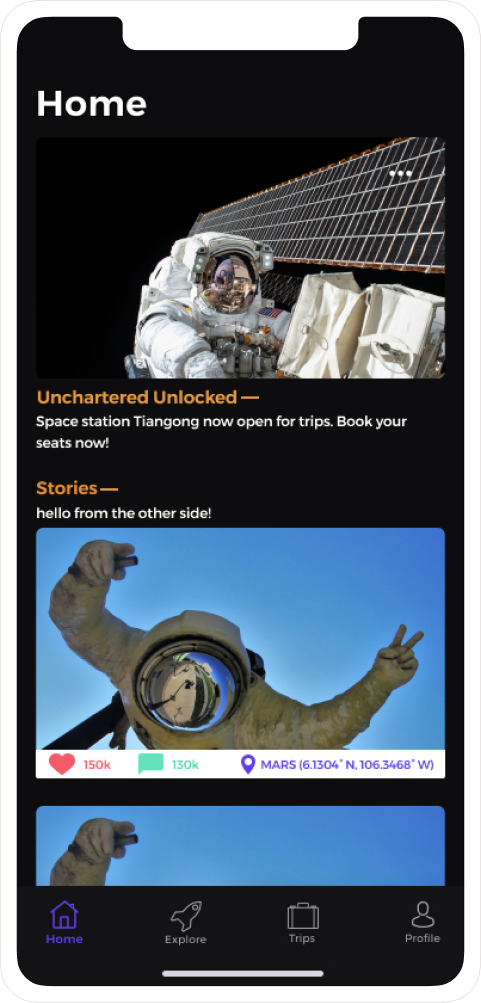 Home
Unchartered Unlocked —
Space station Tiangong now open for trips. Book your
seats now!
Stories —
hello from the other side!
150k 130k MARS (6.1304° N, 106.3468° W)
Home Explore Trips Profile